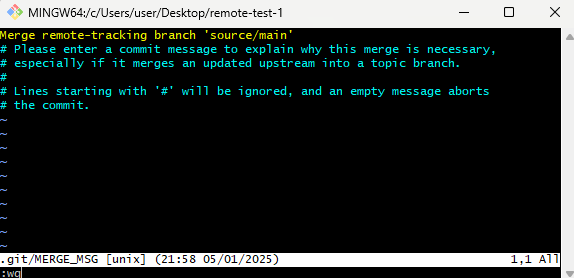 MINGW64:/c/Users/user/Desktop/remote-test-1
Merge remote-tracking branch 'source/main'
# Please enter a commit message to explain why this merge is necessary,
# especially if it merges an updated upstream into a topic branch.
#
# Lines starting with '#' will be ignored, and an empty message aborts
# the commit.
~
~
~
~
~
~
~
~
~
~
.git/MERGE_MSG [unix] (21:58 05/01/2025) 1,1 All
:wq